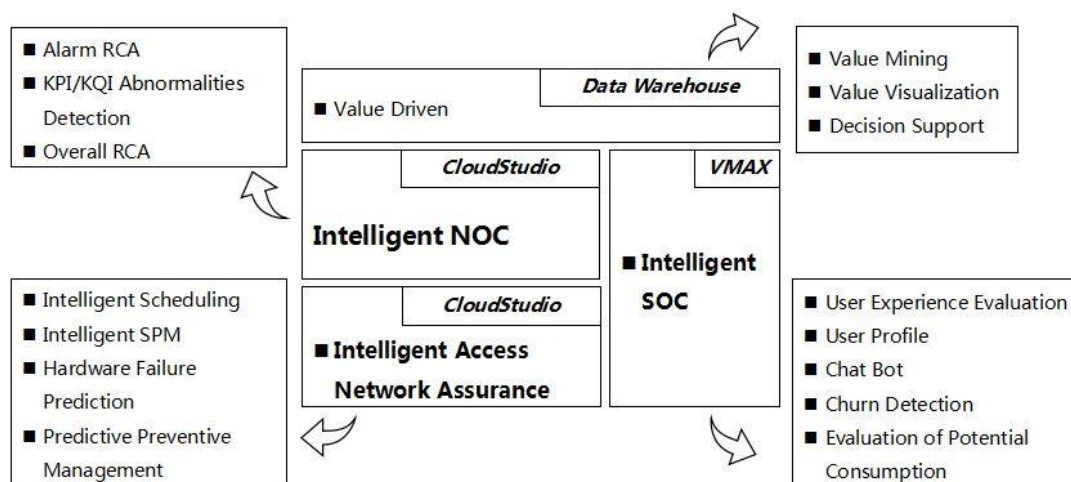 ■ Alarm RCA
■ KPI/KQI Abnormalities
Detection
■ Overall RCA
Data Warehouse
■ Value Driven
■ Value Mining
■ Value Visualization
■ Decision Support
CloudStudio
Intelligent NOC
VMAX
■ Intelligent
SOC
■ Intelligent Scheduling
■ Intelligent SPM
■ Hardware Failure
Prediction
■ Predictive Preventive
Management
CloudStudio
■ Intelligent Access
Network Assurance
■ User Experience Evaluation
■ User Profile
■ Chat Bot
■ Churn Detection
■ Evaluation of Potential
Consumption